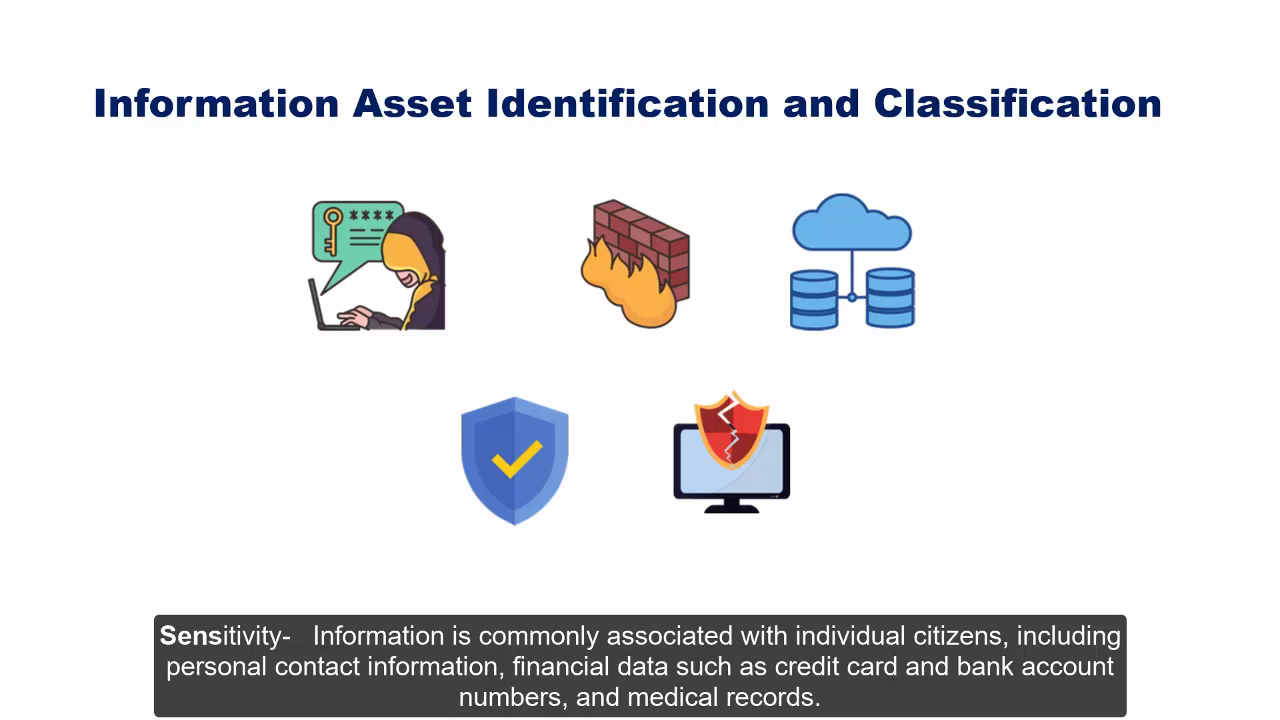 Information Asset Identification and Classification
****
Sensitivity- Information is commonly associated with individual citizens, including
personal contact information, financial data such as credit card and bank account
numbers, and medical records.